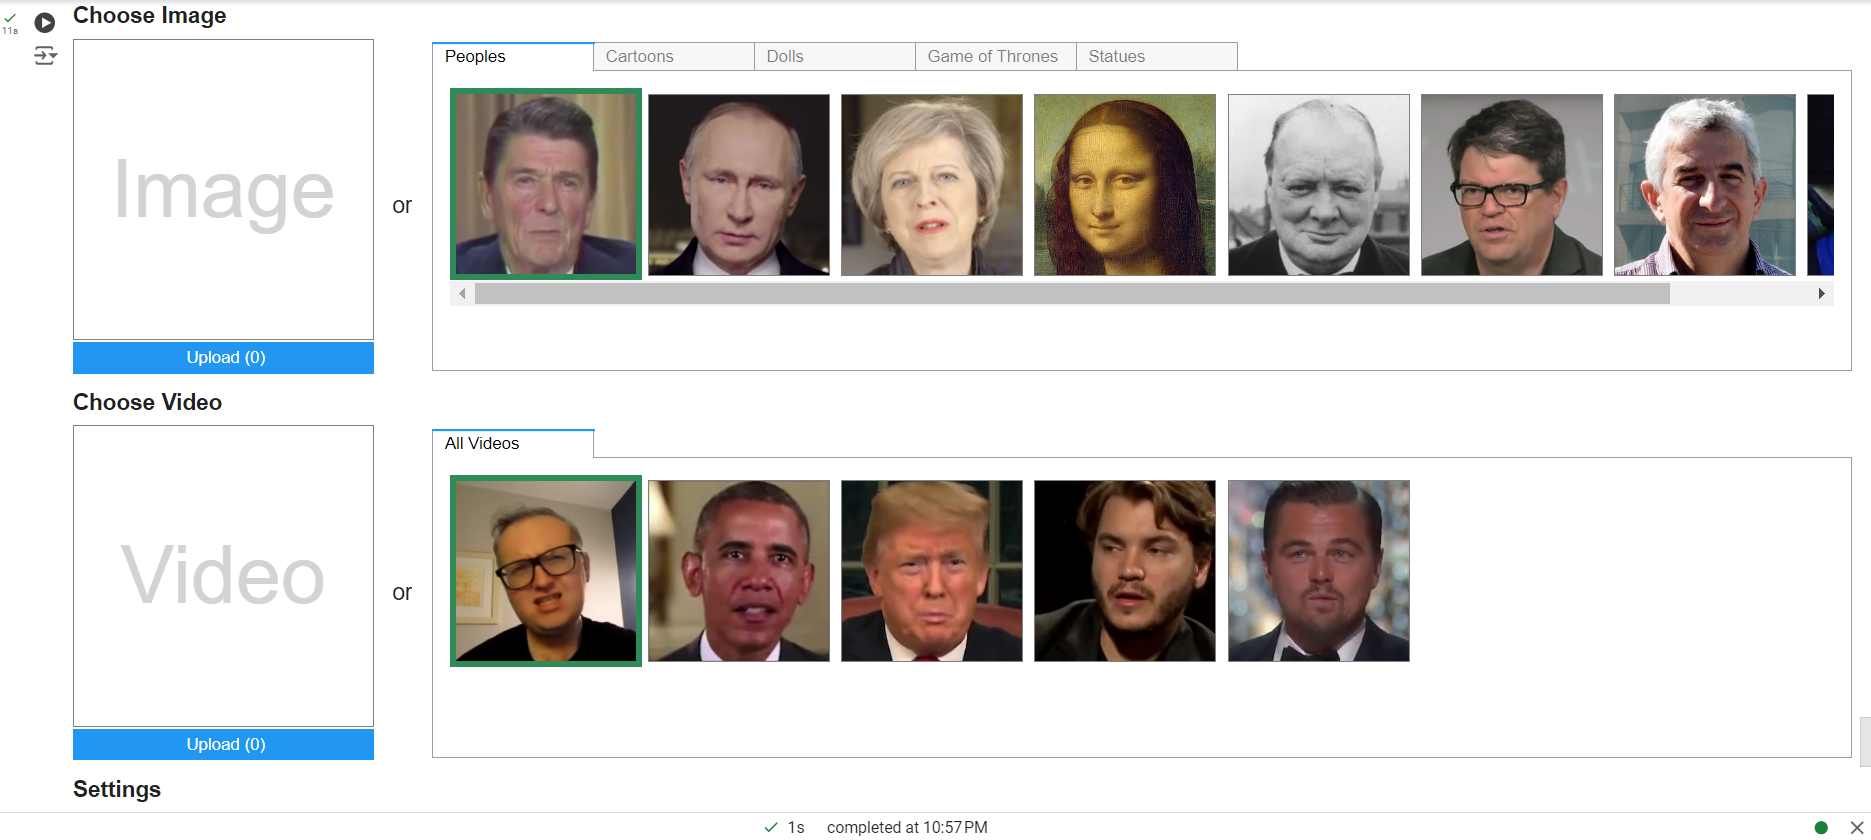 Choose Image
11s
Peoples
Cartoons
Dolls
Game of Thrones
Statues
Image
or
Upload (0)
Choose Video
All Videos
Video
or
Upload (0)
Settings
1s completed at 10:57 PM